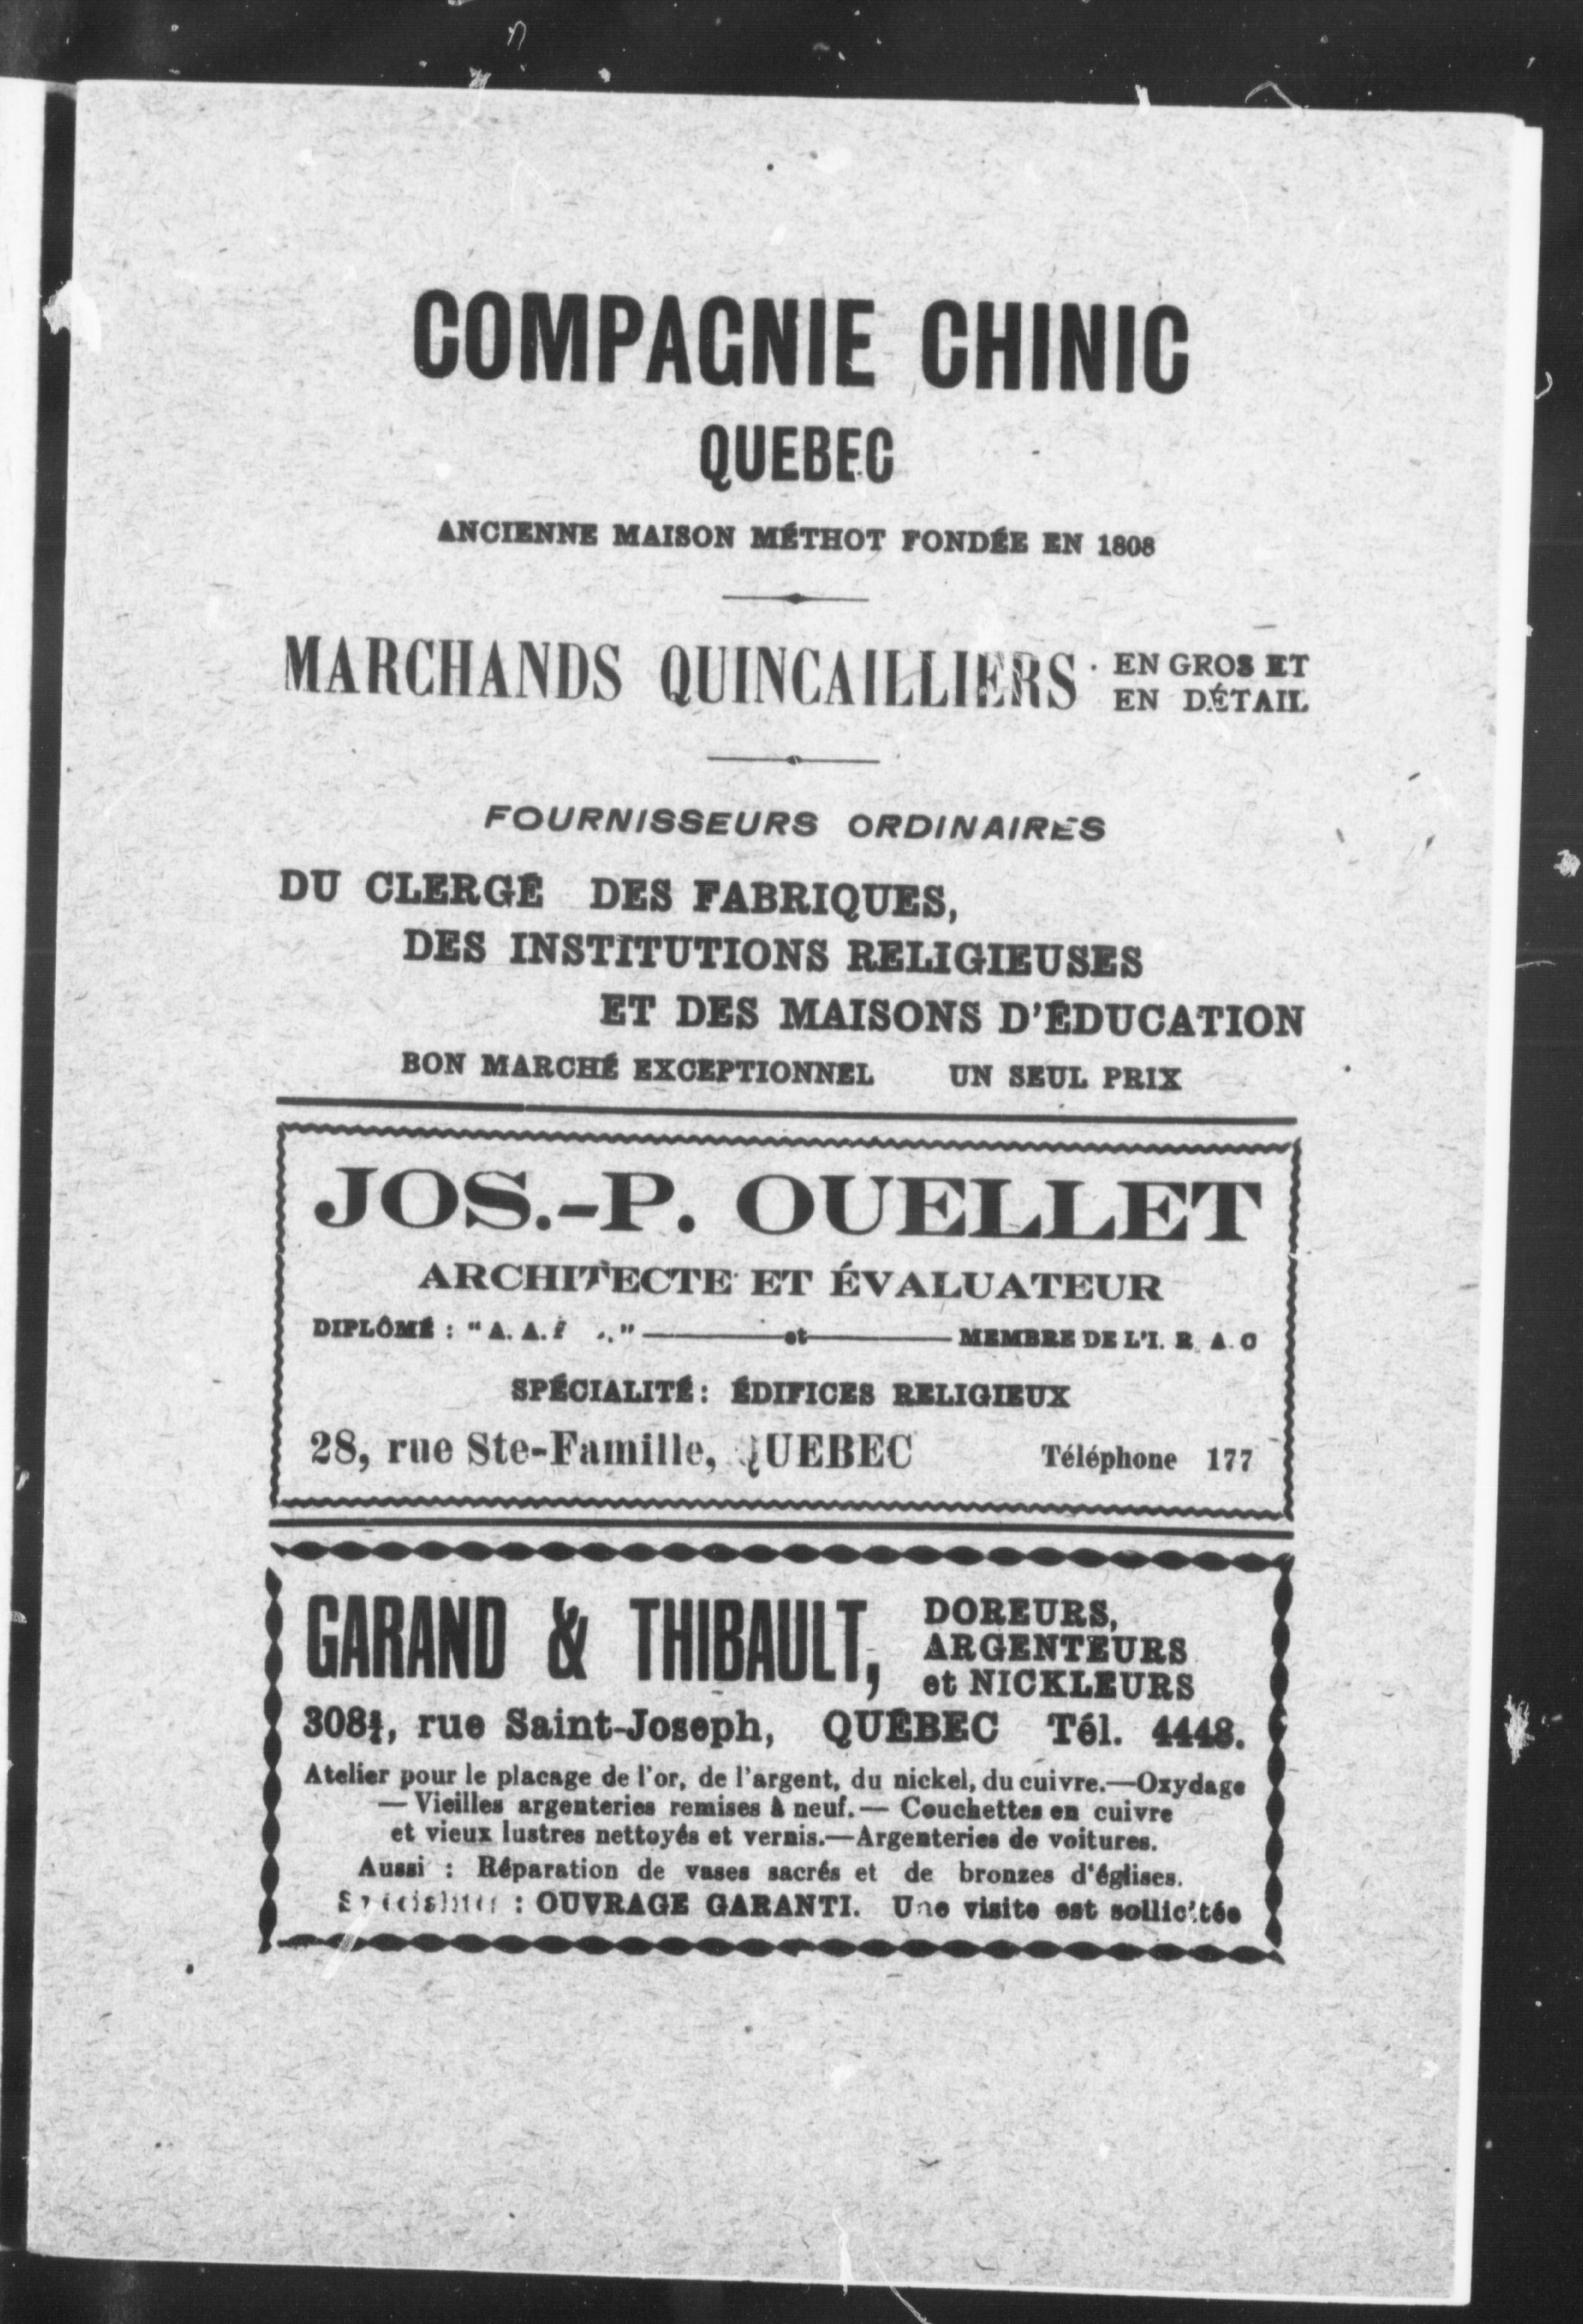 COMPAGNIE CHINIC
QUEBEC
ANCIENNE MAISON MÉTHOT FONDÉE EN 1808
MARCHANDS QUINCAILLIERS EN GROS ET
EN DÉTAIL
FOURNISSEURS ORDINAIRES
DU CLERGÉ DES FABRIQUES,
DES INSTITUTIONS RELIGIEUSES
ET DES MAISONS D'ÉDUCATION
BON MARCHÉ EXCEPTIONNEL UN SEUL PRIX
JOS.-P. OUELLET
ARCHITECTE ET ÉVALUATEUR
DIPLÔMÉ : "A. A. — et — MEMBRE DE L'I. R. A. C
SPÉCIALITÉ : ÉDIFICES RELIGIEUX
28, rue Ste-Famille, QUEBEC Téléphone 177
GARAND & THIBAULT, DOREURS,
ARGENTEURS
et NICKLEURS
rue Saint-Joseph, QUÉBEC Tél. 4448.
Atelier pour le placage de l'or, de l'argent, du nickel, du cuivre.—Oxydage
— Vieilles argenteries remises à neuf.— Couchettes en cuivre
et vieux lustres nettoyés et vernis.—Argenteries de voitures.
Aussi : Réparation de vases sacrés et de bronzes d'églises.
: OUVRAGE GARANTI. Une visite est sollicitée